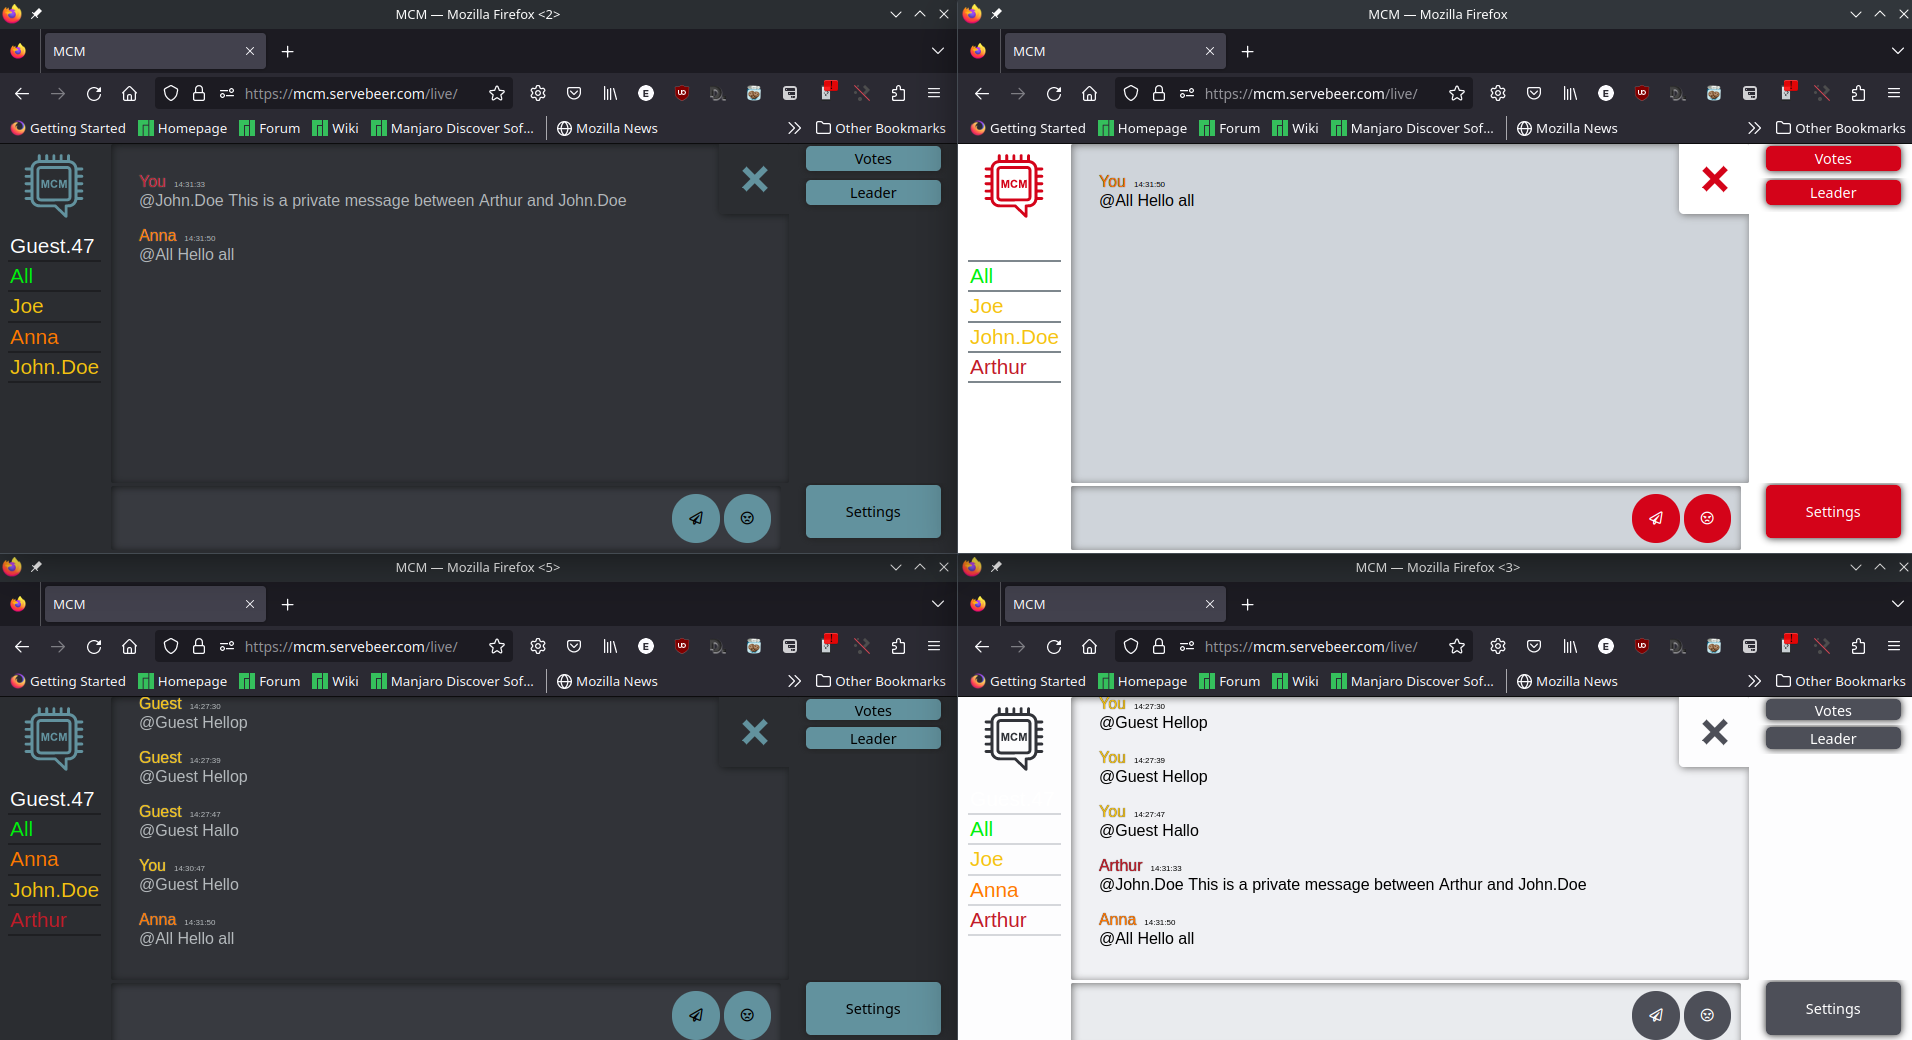 MCM — Mozilla Firefox <2>
MCM
https://mcm.servebeer.com/live/
Getting Started Homepage Forum Wiki Manjaro Discover Sof... Mozilla News Other Bookmarks
MCM
Guest.47
All
Joe
Anna
John.Doe
You 14:31:33
@John.Doe This is a private message between Arthur and John.Doe
Anna 14:31:50
@All Hello all
Votes
Leader
Settings
MCM — Mozilla Firefox
MCM
https://mcm.servebeer.com/live/
Getting Started Homepage Forum Wiki Manjaro Discover Sof... Mozilla News Other Bookmarks
MCM
All
Joe
John.Doe
Arthur
You 14:31:50
@All Hello all
Votes
Leader
Settings
MCM — Mozilla Firefox <5>
MCM
https://mcm.servebeer.com/live/
Getting Started Homepage Forum Wiki Manjaro Discover Sof... Mozilla News Other Bookmarks
MCM
Guest.47
All
Anna
John.Doe
Arthur
Guest 14:27:30
@Guest Hellop
Guest 14:27:39
@Guest Hellop
Guest 14:27:47
@Guest Hallo
You 14:30:47
@Guest Hello
Anna 14:31:50
@All Hello all
Votes
Leader
Settings
MCM — Mozilla Firefox <3>
MCM
https://mcm.servebeer.com/live/
Getting Started Homepage Forum Wiki Manjaro Discover Sof... Mozilla News Other Bookmarks
MCM
All
Joe
Anna
Arthur
You 14:27:30
@Guest Hellop
You 14:27:39
@Guest Hellop
You 14:27:47
@Guest Hallo
Arthur 14:31:33
@John.Doe This is a private message between Arthur and John.Doe
Anna 14:31:50
@All Hello all
Votes
Leader
Settings